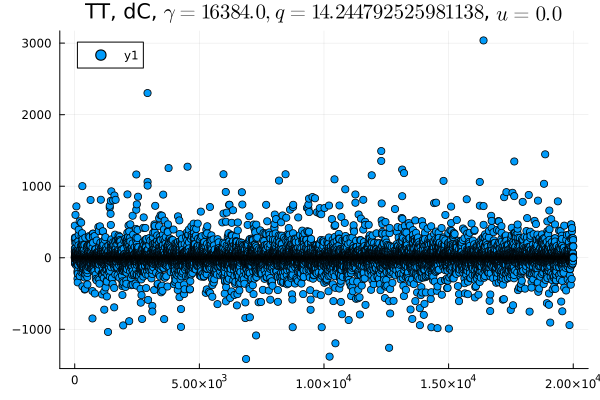 TT, dC, γ = 16384.0, q = 14.244792525981138, u = 0.0
3000
2000
1000
0
−1000
y1
0 5.00×10³ 1.00×10⁴ 1.50×10⁴ 2.00×10⁴